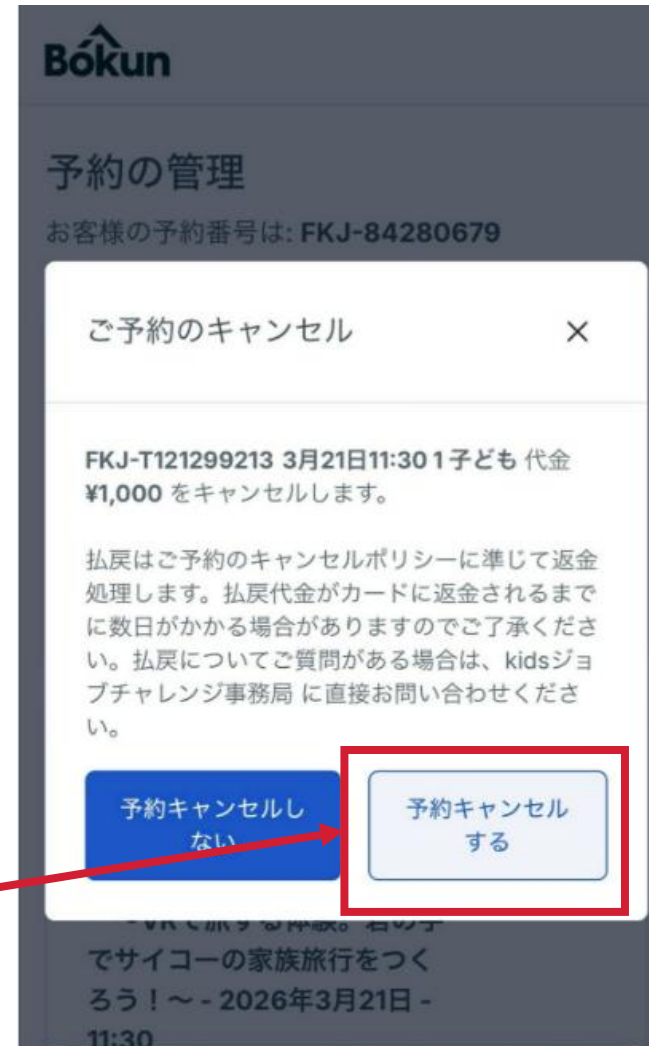 Bókun
予約の管理
お客様の予約番号は: FKJ-84280679
ご予約のキャンセル
FKJ-T121299213 3月21日11:30 1 子ども 代金
¥1,000 をキャンセルします。
払戻はご予約のキャンセルポリシーに準じて返金
処理します。払戻代金がカードに返金されるまで
に数日がかかる場合がありますのでご了承くださ
い。払戻についてご質問がある場合は、kidsジョ
ブチャレンジ事務局 に直接お問い合わせくださ
い。
予約キャンセルし
ない
予約キャンセル
する
でサイコーの家族旅行をつく
ろう！～ - 2026年3月21日 -
11:30